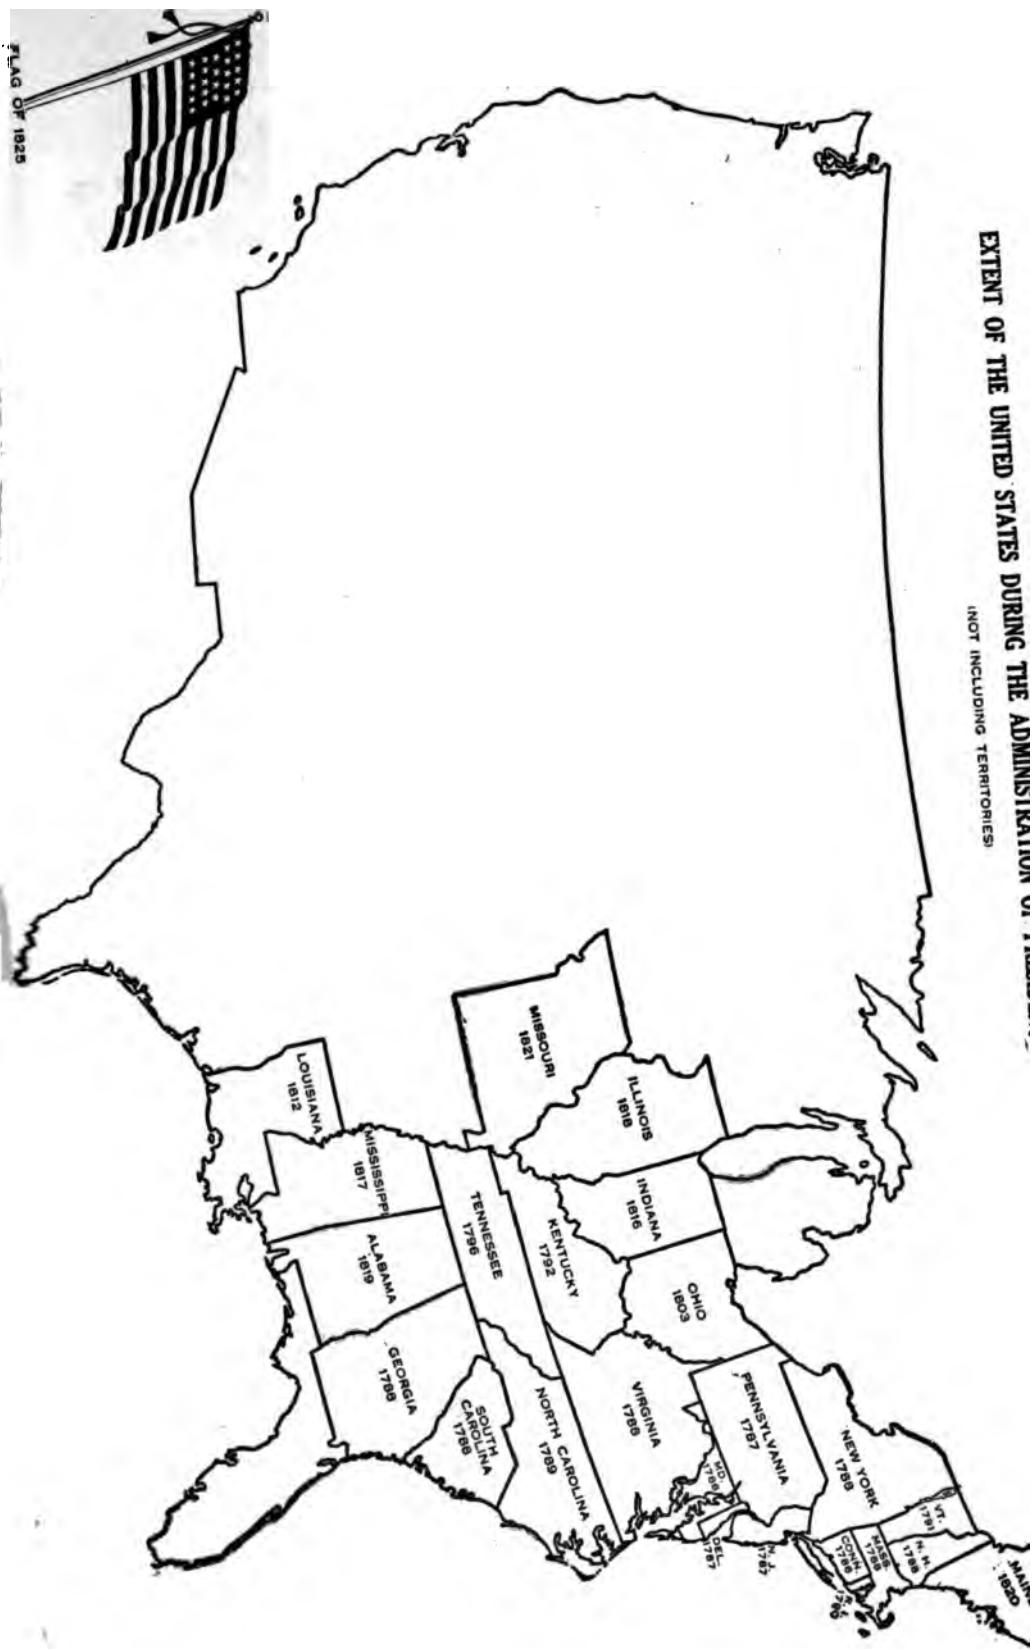 EXTENT OF THE UNITED STATES DURING THE ADMINISTRATION OF
(NOT INCLUDING TERRITORIES)
FLAG OF 1825
MAINE
1820
VT.
1791
N. H.
1788
MASS.
1788
CONN.
NEW YORK
1788
PENNSYLVANIA
1787
N. J.
1787
DEL.
1787
MD.
1788
OHIO
1803
INDIANA
1816
ILLINOIS
1818
MISSOURI
1821
VIRGINIA
1788
KENTUCKY
1792
TENNESSEE
1796
NORTH CAROLINA
1789
SOUTH
CAROLINA
1788
GEORGIA
1788
ALABAMA
1819
MISSISSIPPI
1817
LOUISIANA
1812